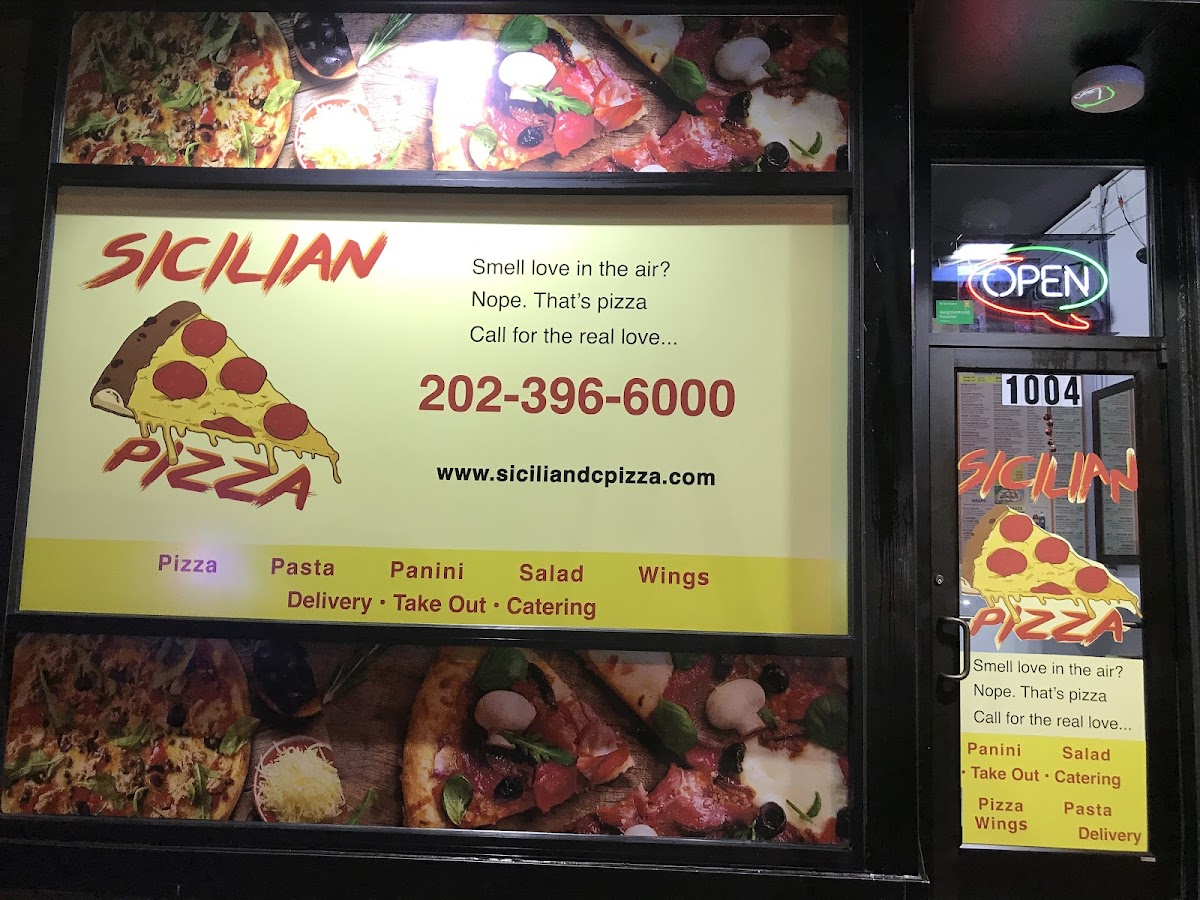 SICILIAN
PIZZA
Smell love in the air?
Nope. That's pizza
Call for the real love...
202-396-6000
www.siciliandcpizza.com
Pizza Pasta Panini Salad Wings
Delivery • Take Out • Catering
OPEN
1004
SICILIAN
PIZZA
Smell love in the air?
Nope. That's pizza
Call for the real love...
Panini Salad
• Take Out • Catering
Pizza Pasta
Wings Delivery